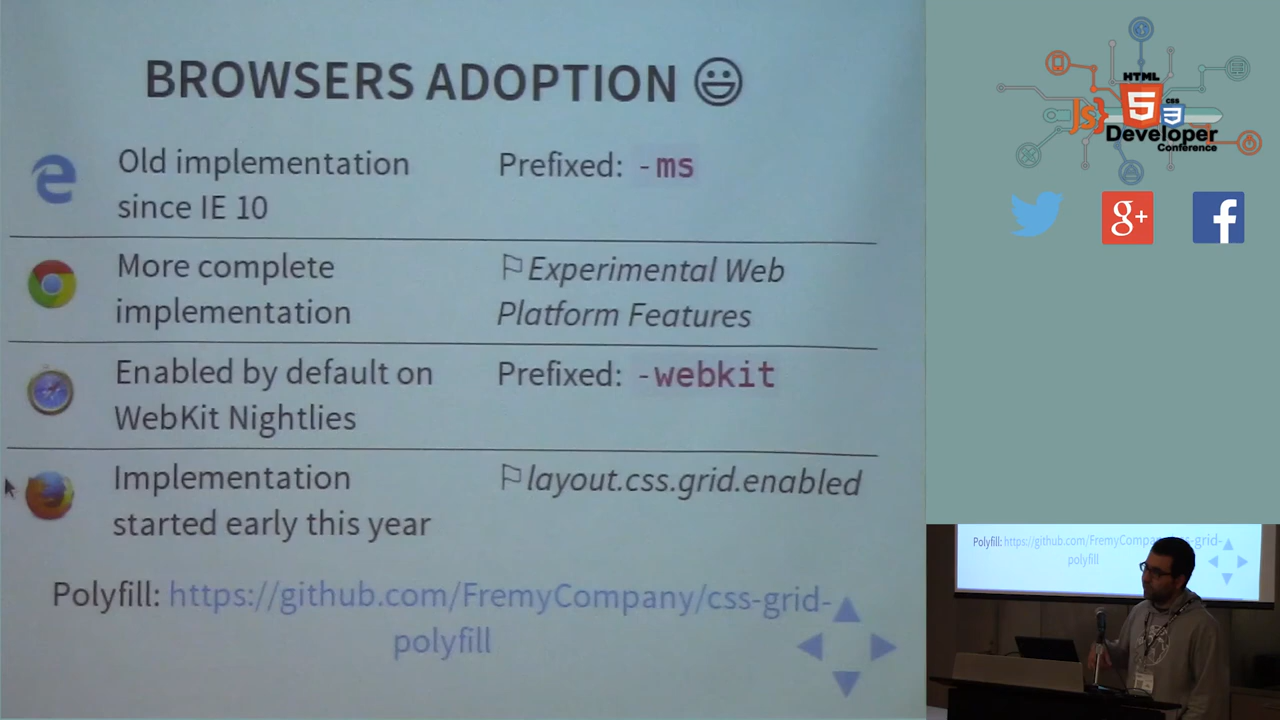 BROWSERS ADOPTION
Old implementation
since IE 10
Prefixed: -ms
More complete
implementation
⚐Experimental Web
Platform Features
Enabled by default on
WebKit Nightlies
Prefixed: -webkit
Implementation
started early this year
⚐layout.css.grid.enabled
Polyfill: https://github.com/FremyCompany/css-grid-
polyfill
HTML
5
CSS
3
JS}
Developer
Conference
g+
f
Polyfill: https://github.com/FremyCompany/css-grid-
polyfill